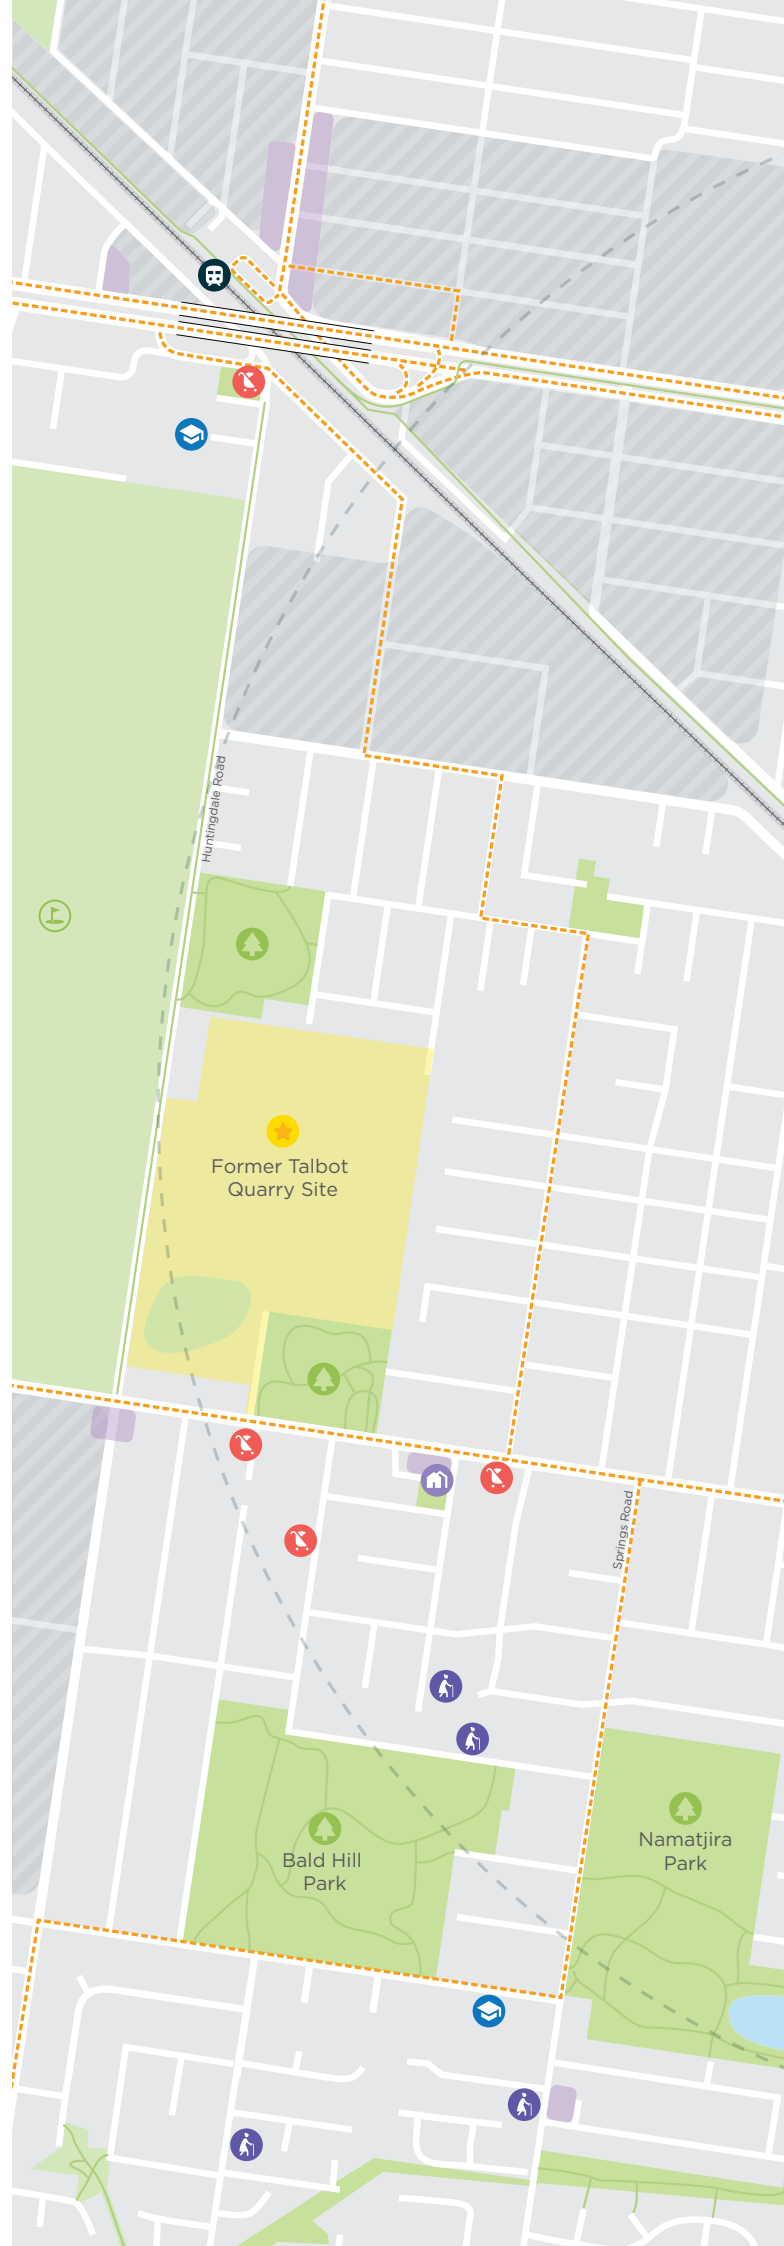 Huntingdale Road
Former Talbot
Quarry Site
Springs Road
Namatjira
Park
Bald Hill
Park